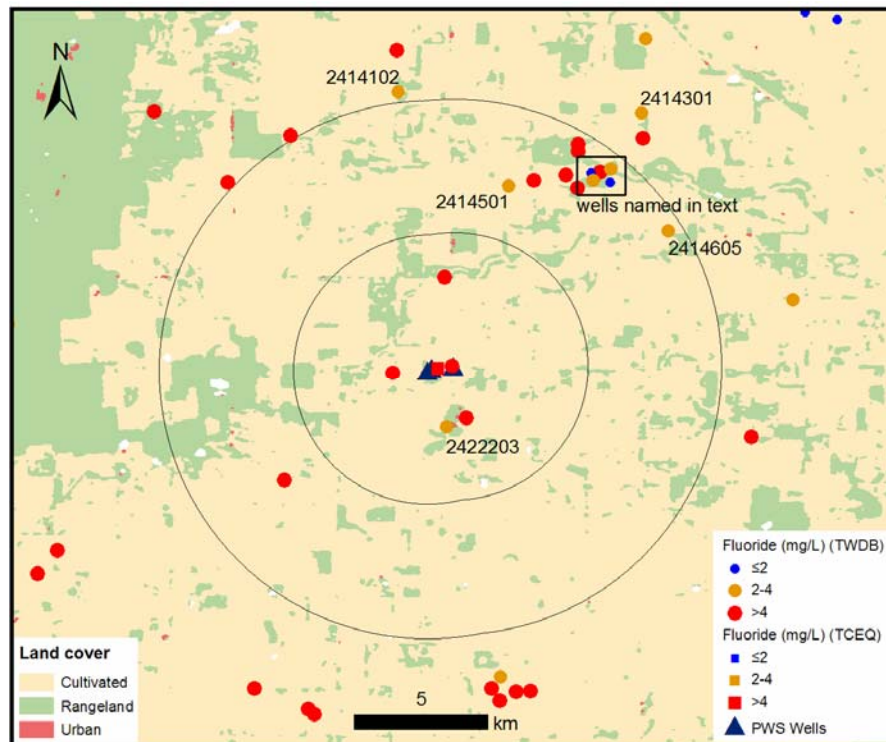 N
2414102
2414301
2414501
wells named in text
2414605
2422203
Fluoride (mg/L) (TWDB)
≤2
2-4
>4
Fluoride (mg/L) (TCEQ)
≤2
2-4
>4
PWS Wells
Land cover
Cultivated
Rangeland
Urban
5
km